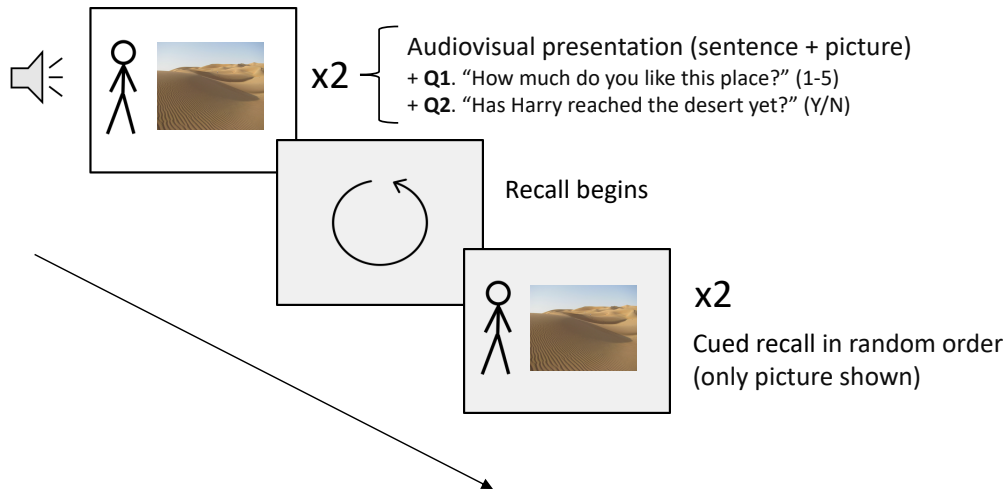 x2
Audiovisual presentation (sentence + picture)
+ Q1. “How much do you like this place?” (1-5)
+ Q2. “Has Harry reached the desert yet?” (Y/N)
Recall begins
x2
Cued recall in random order
(only picture shown)